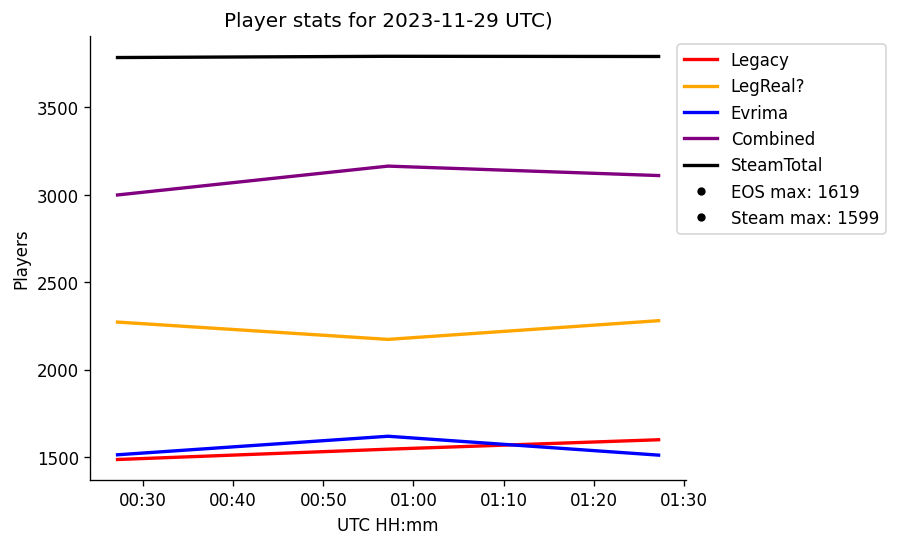 Player stats for 2023-11-29 UTC)
Legacy
LegReal?
Evrima
Combined
SteamTotal
EOS max: 1619
Steam max: 1599
Players
3500
3000
2500
2000
1500
00:30 00:40 00:50 01:00 01:10 01:20 01:30
UTC HH:mm